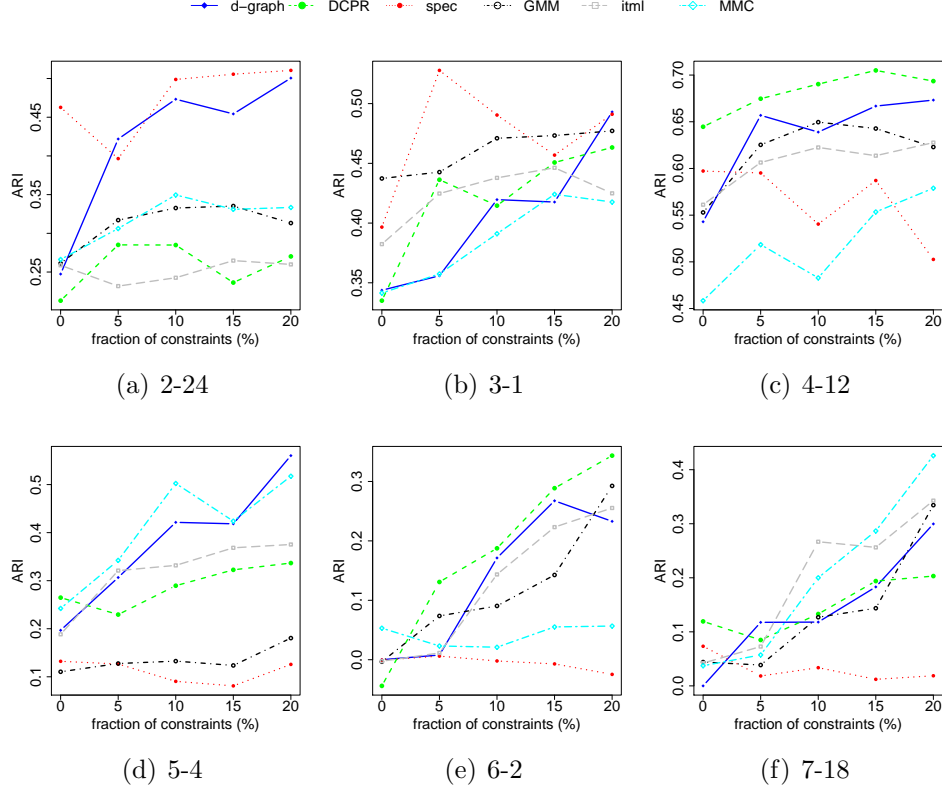 d-graph DCPR spec GMM itml MMC
ARI
0.25 0.35 0.45
0 5 10 15 20
fraction of constraints (%)
(a) 2-24
ARI
0.35 0.40 0.45 0.50
0 5 10 15 20
fraction of constraints (%)
(b) 3-1
ARI
0.45 0.50 0.55 0.60 0.65 0.70
0 5 10 15 20
fraction of constraints (%)
(c) 4-12
ARI
0.1 0.2 0.3 0.4 0.5
0 5 10 15 20
fraction of constraints (%)
(d) 5-4
ARI
0.0 0.1 0.2 0.3
0 5 10 15 20
fraction of constraints (%)
(e) 6-2
ARI
0.0 0.1 0.2 0.3 0.4
0 5 10 15 20
fraction of constraints (%)
(f) 7-18